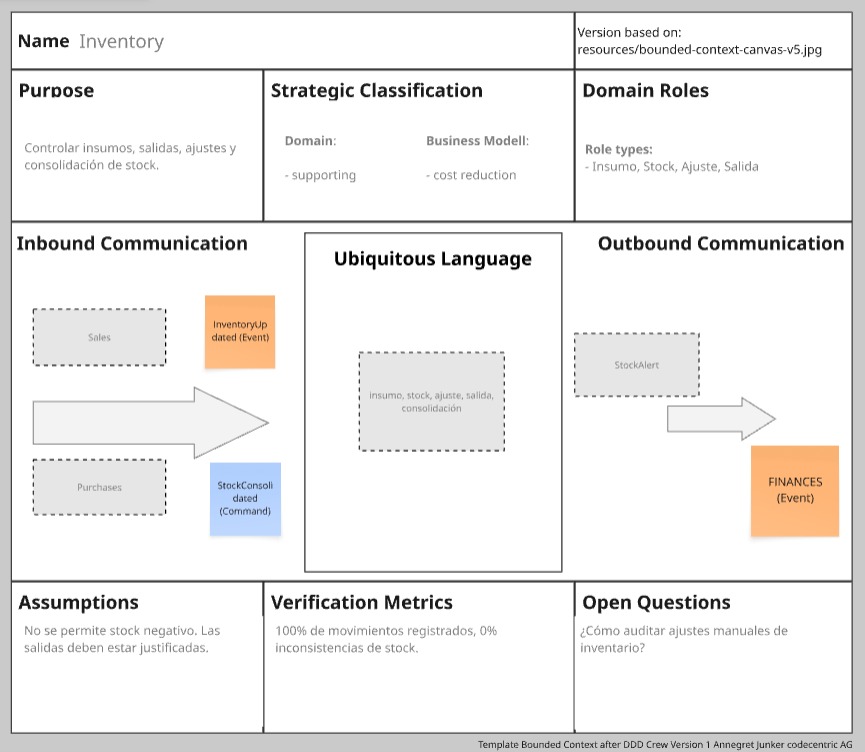 Name Inventory
Version based on:
resources/bounded-context-canvas-v5.jpg
Purpose
Controlar insumos, salidas, ajustes y
consolidación de stock.
Strategic Classification
Domain:
- supporting
Business Modell:
- cost reduction
Domain Roles
Role types:
- Insumo, Stock, Ajuste, Salida
Inbound Communication
Sales
InventoryUp
dated (Event)
Purchases
StockConsoli
dated
(Command)
Ubiquitous Language
insumo, stock, ajuste, salida,
consolidación
Outbound Communication
StockAlert
FINANCES
(Event)
Assumptions
No se permite stock negativo. Las
salidas deben estar justificadas.
Verification Metrics
100% de movimientos registrados, 0%
inconsistencias de stock.
Open Questions
¿Cómo auditar ajustes manuales de
inventario?
Template Bounded Context after DDD Crew Version 1 Annegret Junker codecentric AG